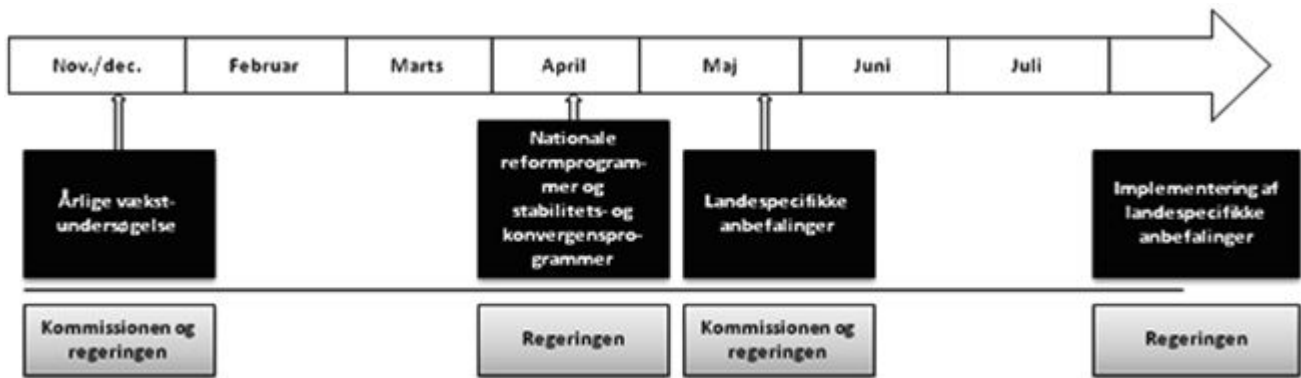 Nov./dec. Februar Marts April Maj Juni Juli
Årlige vækst-
undersøgelse
Nationale
reformprogram-
mer og
stabilitets- og
konvergenspro-
grammer
Landespecifikke
anbefalinger
Implementering af
landespecifikke
anbefalinger
Kommissionen og
regeringen
Regeringen
Kommissionen og
regeringen
Regeringen